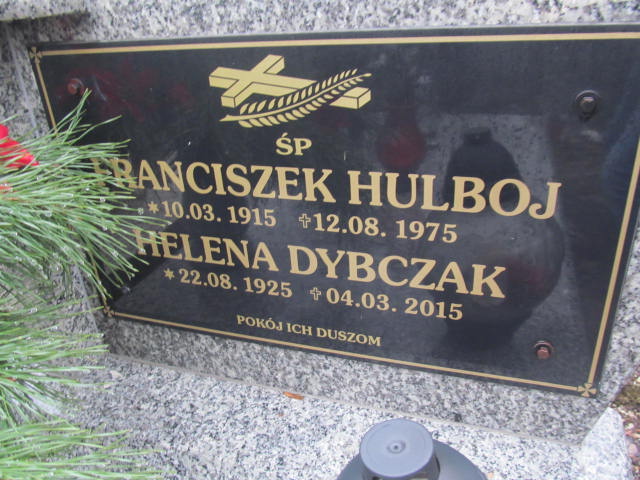 ŚP
FRANCISZEK HULBOJ
*10.03. 1915 ✝12.08. 1975
HELENA DYBCZAK
*22.08. 1925 ✝04.03. 2015
POKÓJ ICH DUSZOM